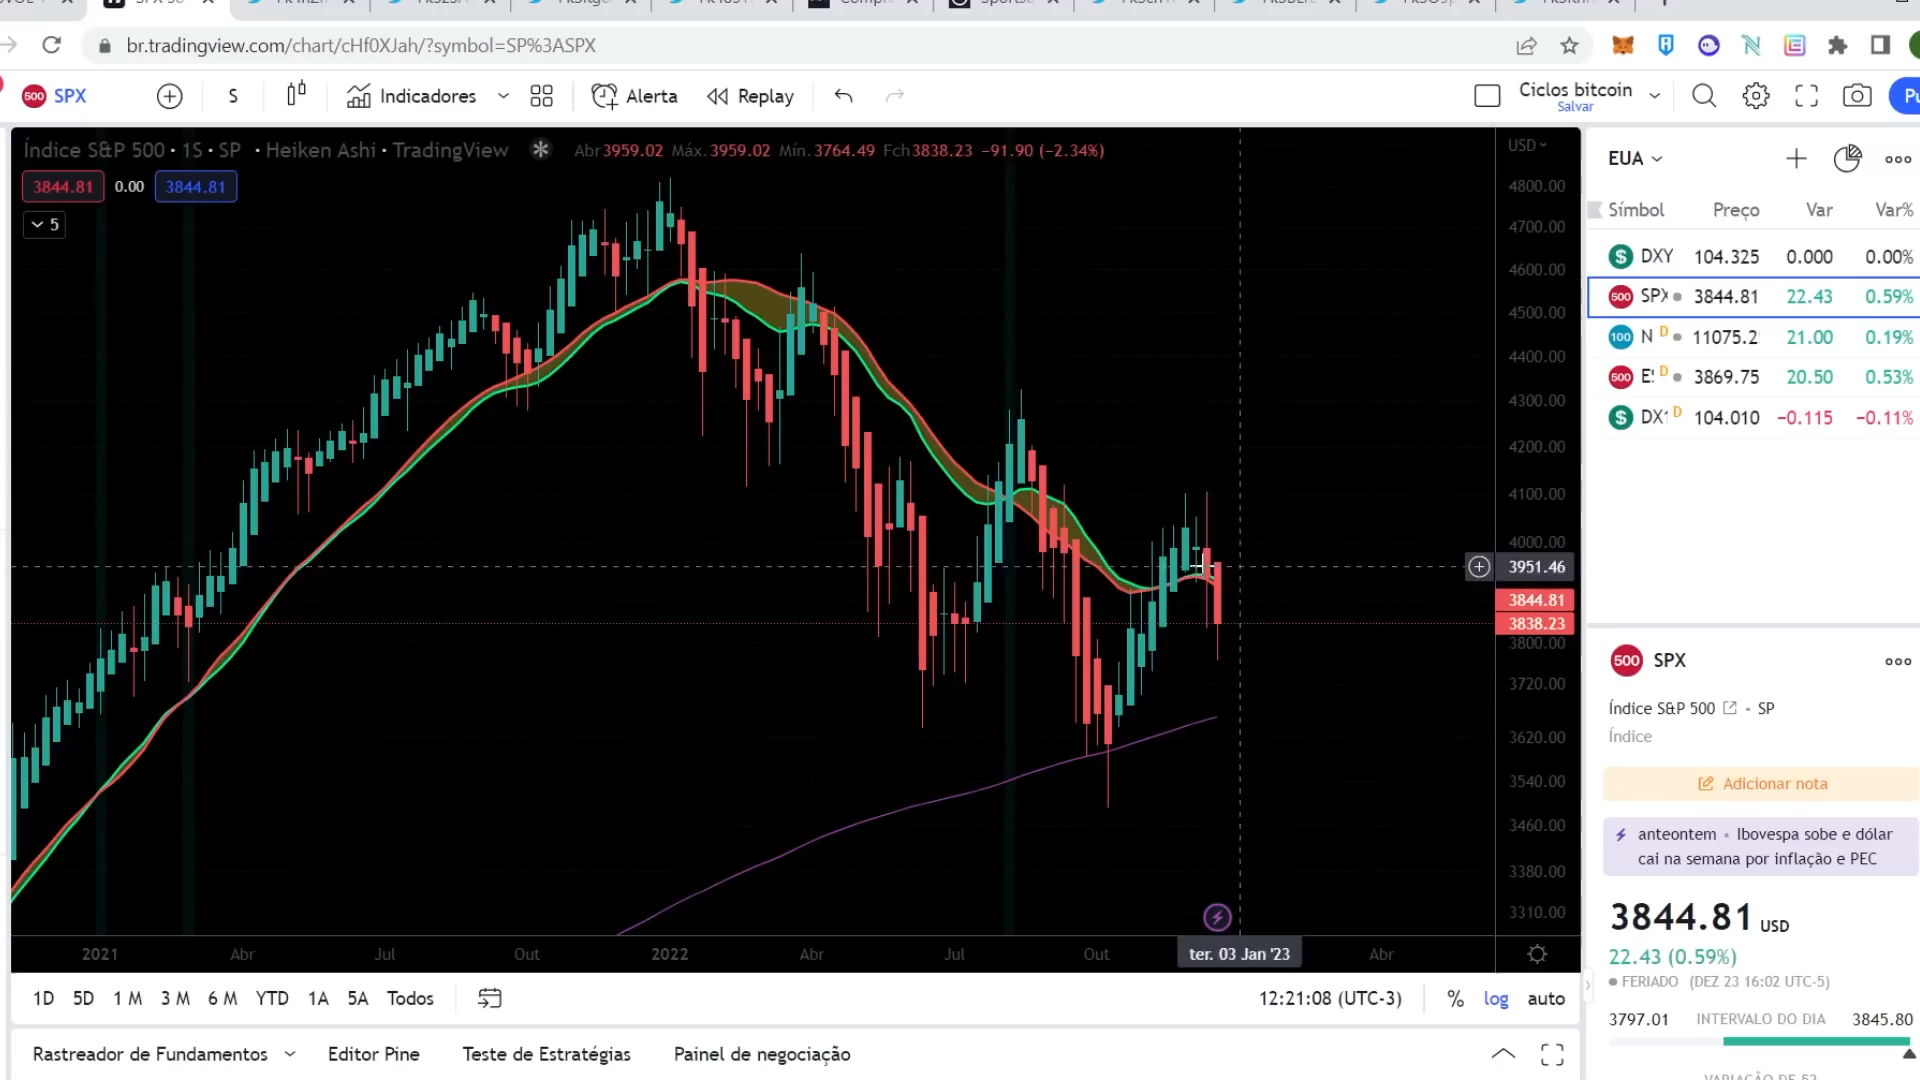 br.tradingview.com/chart/cHf0XJah/?symbol=SP%3ASPX
500 SPX S Indicadores Alerta Replay Ciclos bitcoin
Salvar
Índice S&P 500 · 1S · SP · Heiken Ashi · TradingView Abr3959.02 Máx.3959.02 Mín.3764.49 Fch3838.23 −91.90 (−2.34%)
3844.81 0.00 3844.81
5
USD
4800.00
4700.00
4600.00
4500.00
4400.00
4300.00
4200.00
4100.00
4000.00
3951.46
3844.81
3838.23
3800.00
3720.00
3620.00
3540.00
3460.00
3380.00
3310.00
2021 Abr Jul Out 2022 Abr Jul Out ter. 03 Jan '23 Abr
1D 5D 1 M 3 M 6 M YTD 1A 5A Todos 12:21:08 (UTC-3) % log auto
Rastreador de Fundamentos Editor Pine Teste de Estratégias Painel de negociação
EUA
Símbol Preço Var Var%
$ DXY 104.325 0.000 0.00%
500 SPX 3844.81 22.43 0.59%
100 N D 11075.2 21.00 0.19%
500 E! D 3869.75 20.50 0.53%
$ DX1 D 104.010 −0.115 −0.11%
500 SPX
Índice S&P 500 • SP
Índice
Adicionar nota
anteontem • Ibovespa sobe e dólar
cai na semana por inflação e PEC
3844.81 USD
22.43 (0.59%)
FERIADO (DEZ 23 16:02 UTC-5)
3797.01 INTERVALO DO DIA 3845.80